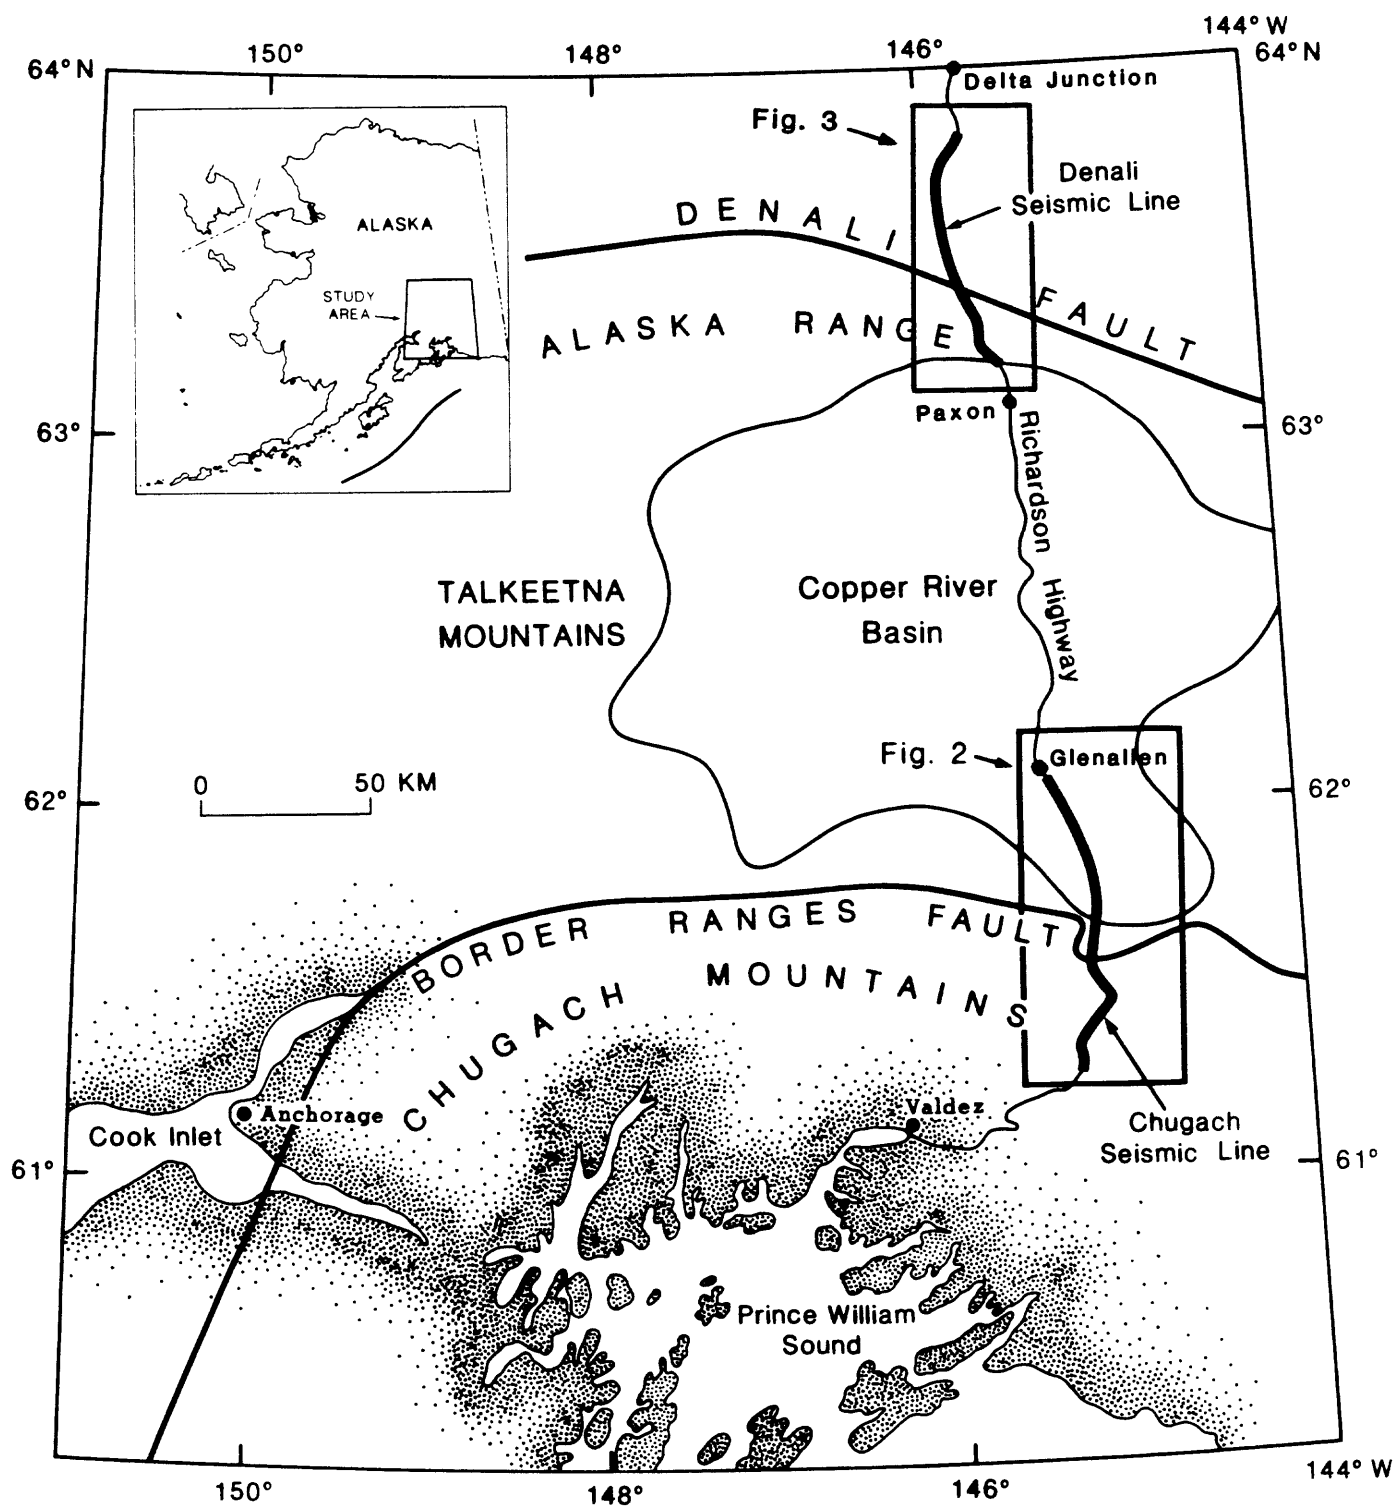 144° W
150°
148°
146°
64° N
64° N
Delta Junction
Fig. 3
Denali
Seismic Line
DENALI FAULT
ALASKA
STUDY
AREA
ALASKA RANGE
Paxon
63°
63°
Richardson Highway
TALKEETNA
MOUNTAINS
Copper River
Basin
Fig. 2
Glenallen
0 50 KM
62°
62°
BORDER RANGES FAULT
CHUGACH MOUNTAINS
Anchorage
Valdez
Cook Inlet
Chugach
Seismic Line
61°
61°
Prince William
Sound
150°
148°
146°
144° W